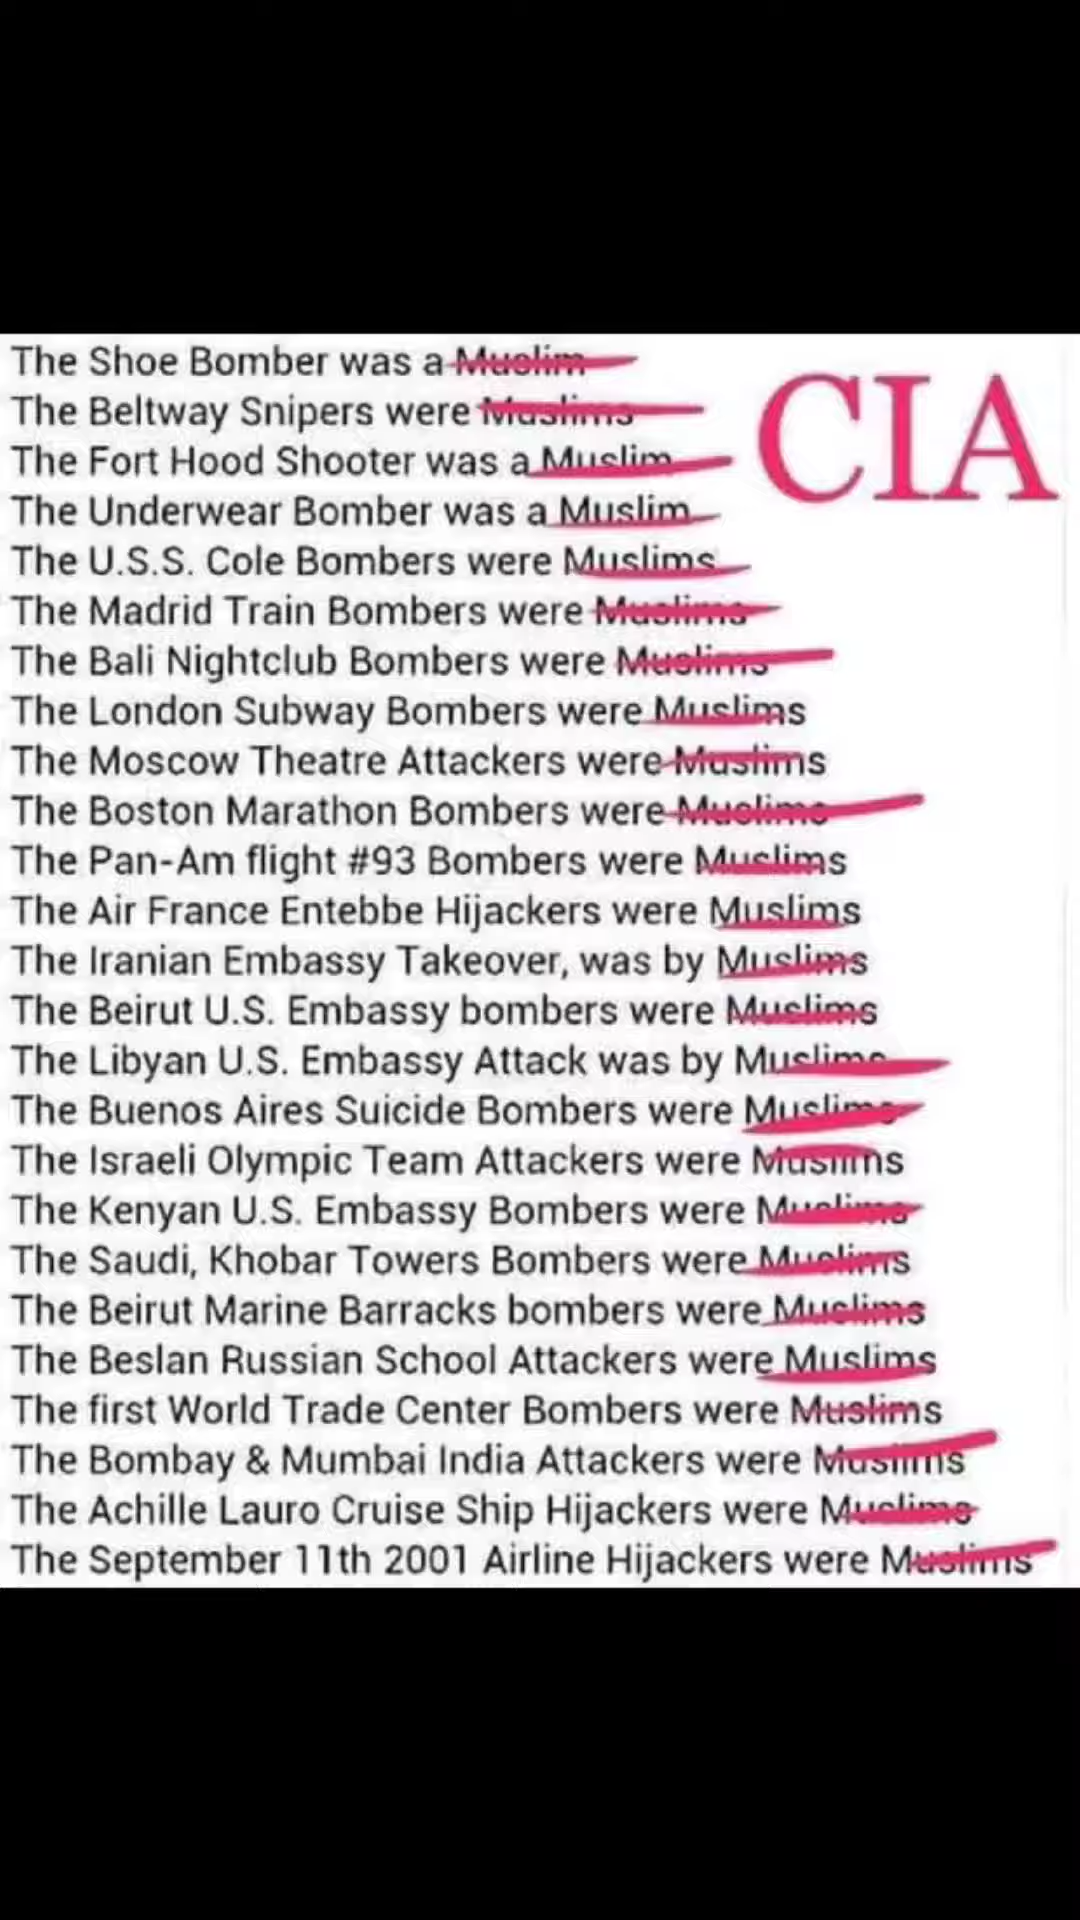 The Shoe Bomber was a Muslim
CIA
The Beltway Snipers were Muslims
The Fort Hood Shooter was a Muslim
The Underwear Bomber was a Muslim
The U.S.S. Cole Bombers were Muslims
The Madrid Train Bombers were Muslims
The Bali Nightclub Bombers were Muslims
The London Subway Bombers were Muslims
The Moscow Theatre Attackers were Muslims
The Boston Marathon Bombers were Muslims
The Pan-Am flight #93 Bombers were Muslims
The Air France Entebbe Hijackers were Muslims
The Iranian Embassy Takeover, was by Muslims
The Beirut U.S. Embassy bombers were Muslims
The Libyan U.S. Embassy Attack was by Muslims
The Buenos Aires Suicide Bombers were Muslims
The Israeli Olympic Team Attackers were Muslims
The Kenyan U.S. Embassy Bombers were Muslims
The Saudi, Khobar Towers Bombers were Muslims
The Beirut Marine Barracks bombers were Muslims
The Beslan Russian School Attackers were Muslims
The first World Trade Center Bombers were Muslims
The Bombay & Mumbai India Attackers were Muslims
The Achille Lauro Cruise Ship Hijackers were Muslims
The September 11th 2001 Airline Hijackers were Muslims